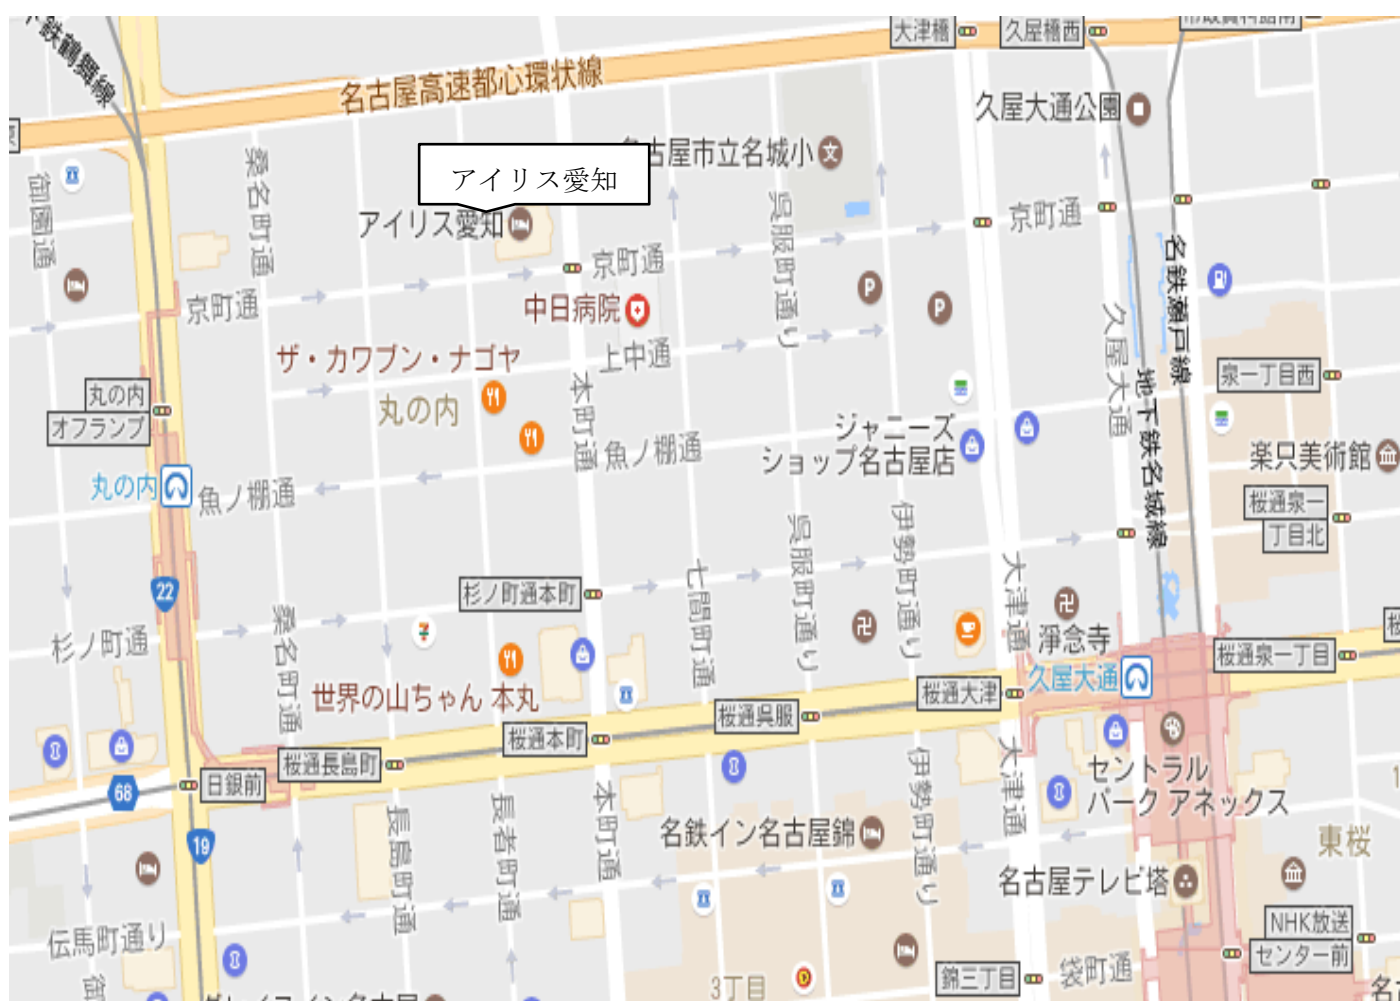 大津橋
久屋橋西
名古屋高速都心環状線
久屋大通公園
古屋市立名城小
アイリス愛知
アイリス愛知
御園通
桑名町通
京町通
京町通
京町通
呉服町通り
名鉄瀬戸線
中日病院
上中通
ザ・カワブン・ナゴヤ
丸の内
本町通
久屋大通
地下鉄名城線
泉一丁目西
丸の内
オフランプ
ジャニーズ
ショップ名古屋店
楽只美術館
丸の内
魚ノ棚通
魚ノ棚通
桜通泉一
丁目北
伊勢町通り
呉服町通り
大津通
七間町通
杉ノ町通本町
22
杉ノ町通
桑名町通
淨念寺
久屋大通
桜通泉一丁目
世界の山ちゃん 本丸
桜通大津
桜通呉服
桜通本町
桜通長島町
日銀前
68
19
セントラル
パーク アネックス
大津通
伊勢町通り
本町通
長者町通
長島町通
名鉄イン名古屋錦
東桜
名古屋テレビ塔
NHK放送
センター前
伝馬町通り
錦三丁目
袋町通
3丁目